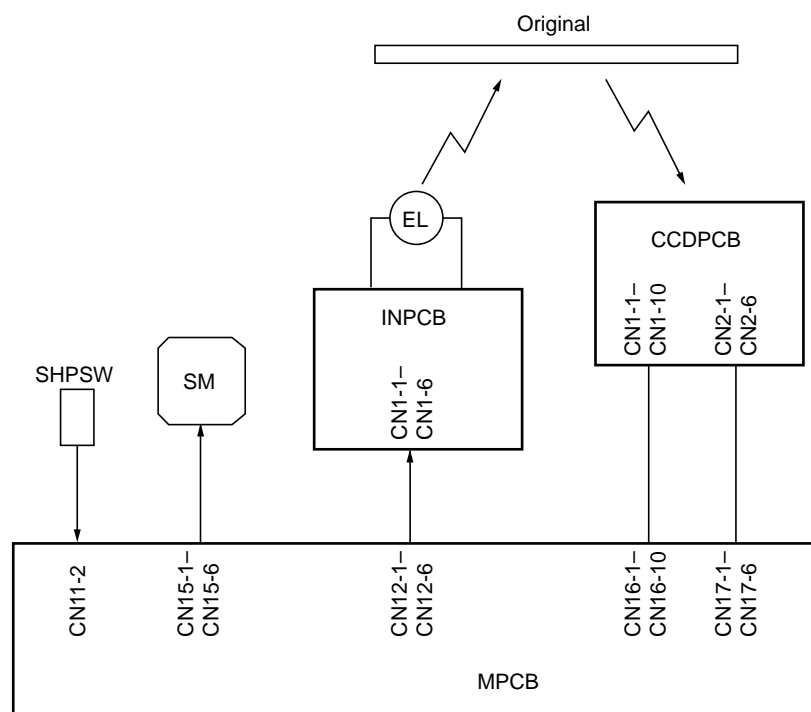 Original
EL
CCDPCB
CN1-1–
CN1-10
CN2-1–
CN2-6
INPCB
CN1-1–
CN1-6
SHPSW
SM
CN11-2
CN15-1–
CN15-6
CN12-1–
CN12-6
CN16-1–
CN16-10
CN17-1–
CN17-6
MPCB